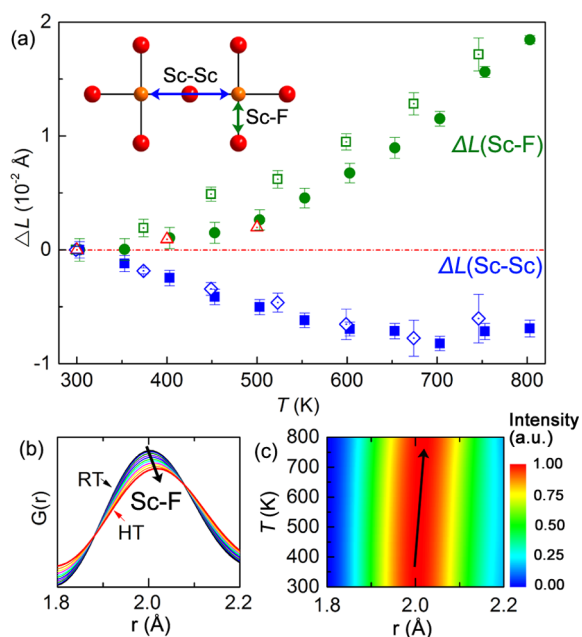 (a)
2
Sc-Sc
Sc-F
ΔL(Sc-F)
ΔL(Sc-Sc)
1
0
-1
△L (10⁻² Å)
300 400 500 600 700 800
T (K)
(b)
RT
Sc-F
HT
G(r)
1.8 2.0 2.2
r (Å)
(c)
800
700
600
500
400
300
T (K)
1.8 2.0 2.2
r (Å)
Intensity
(a.u.)
1.00
0.75
0.50
0.25
0.00